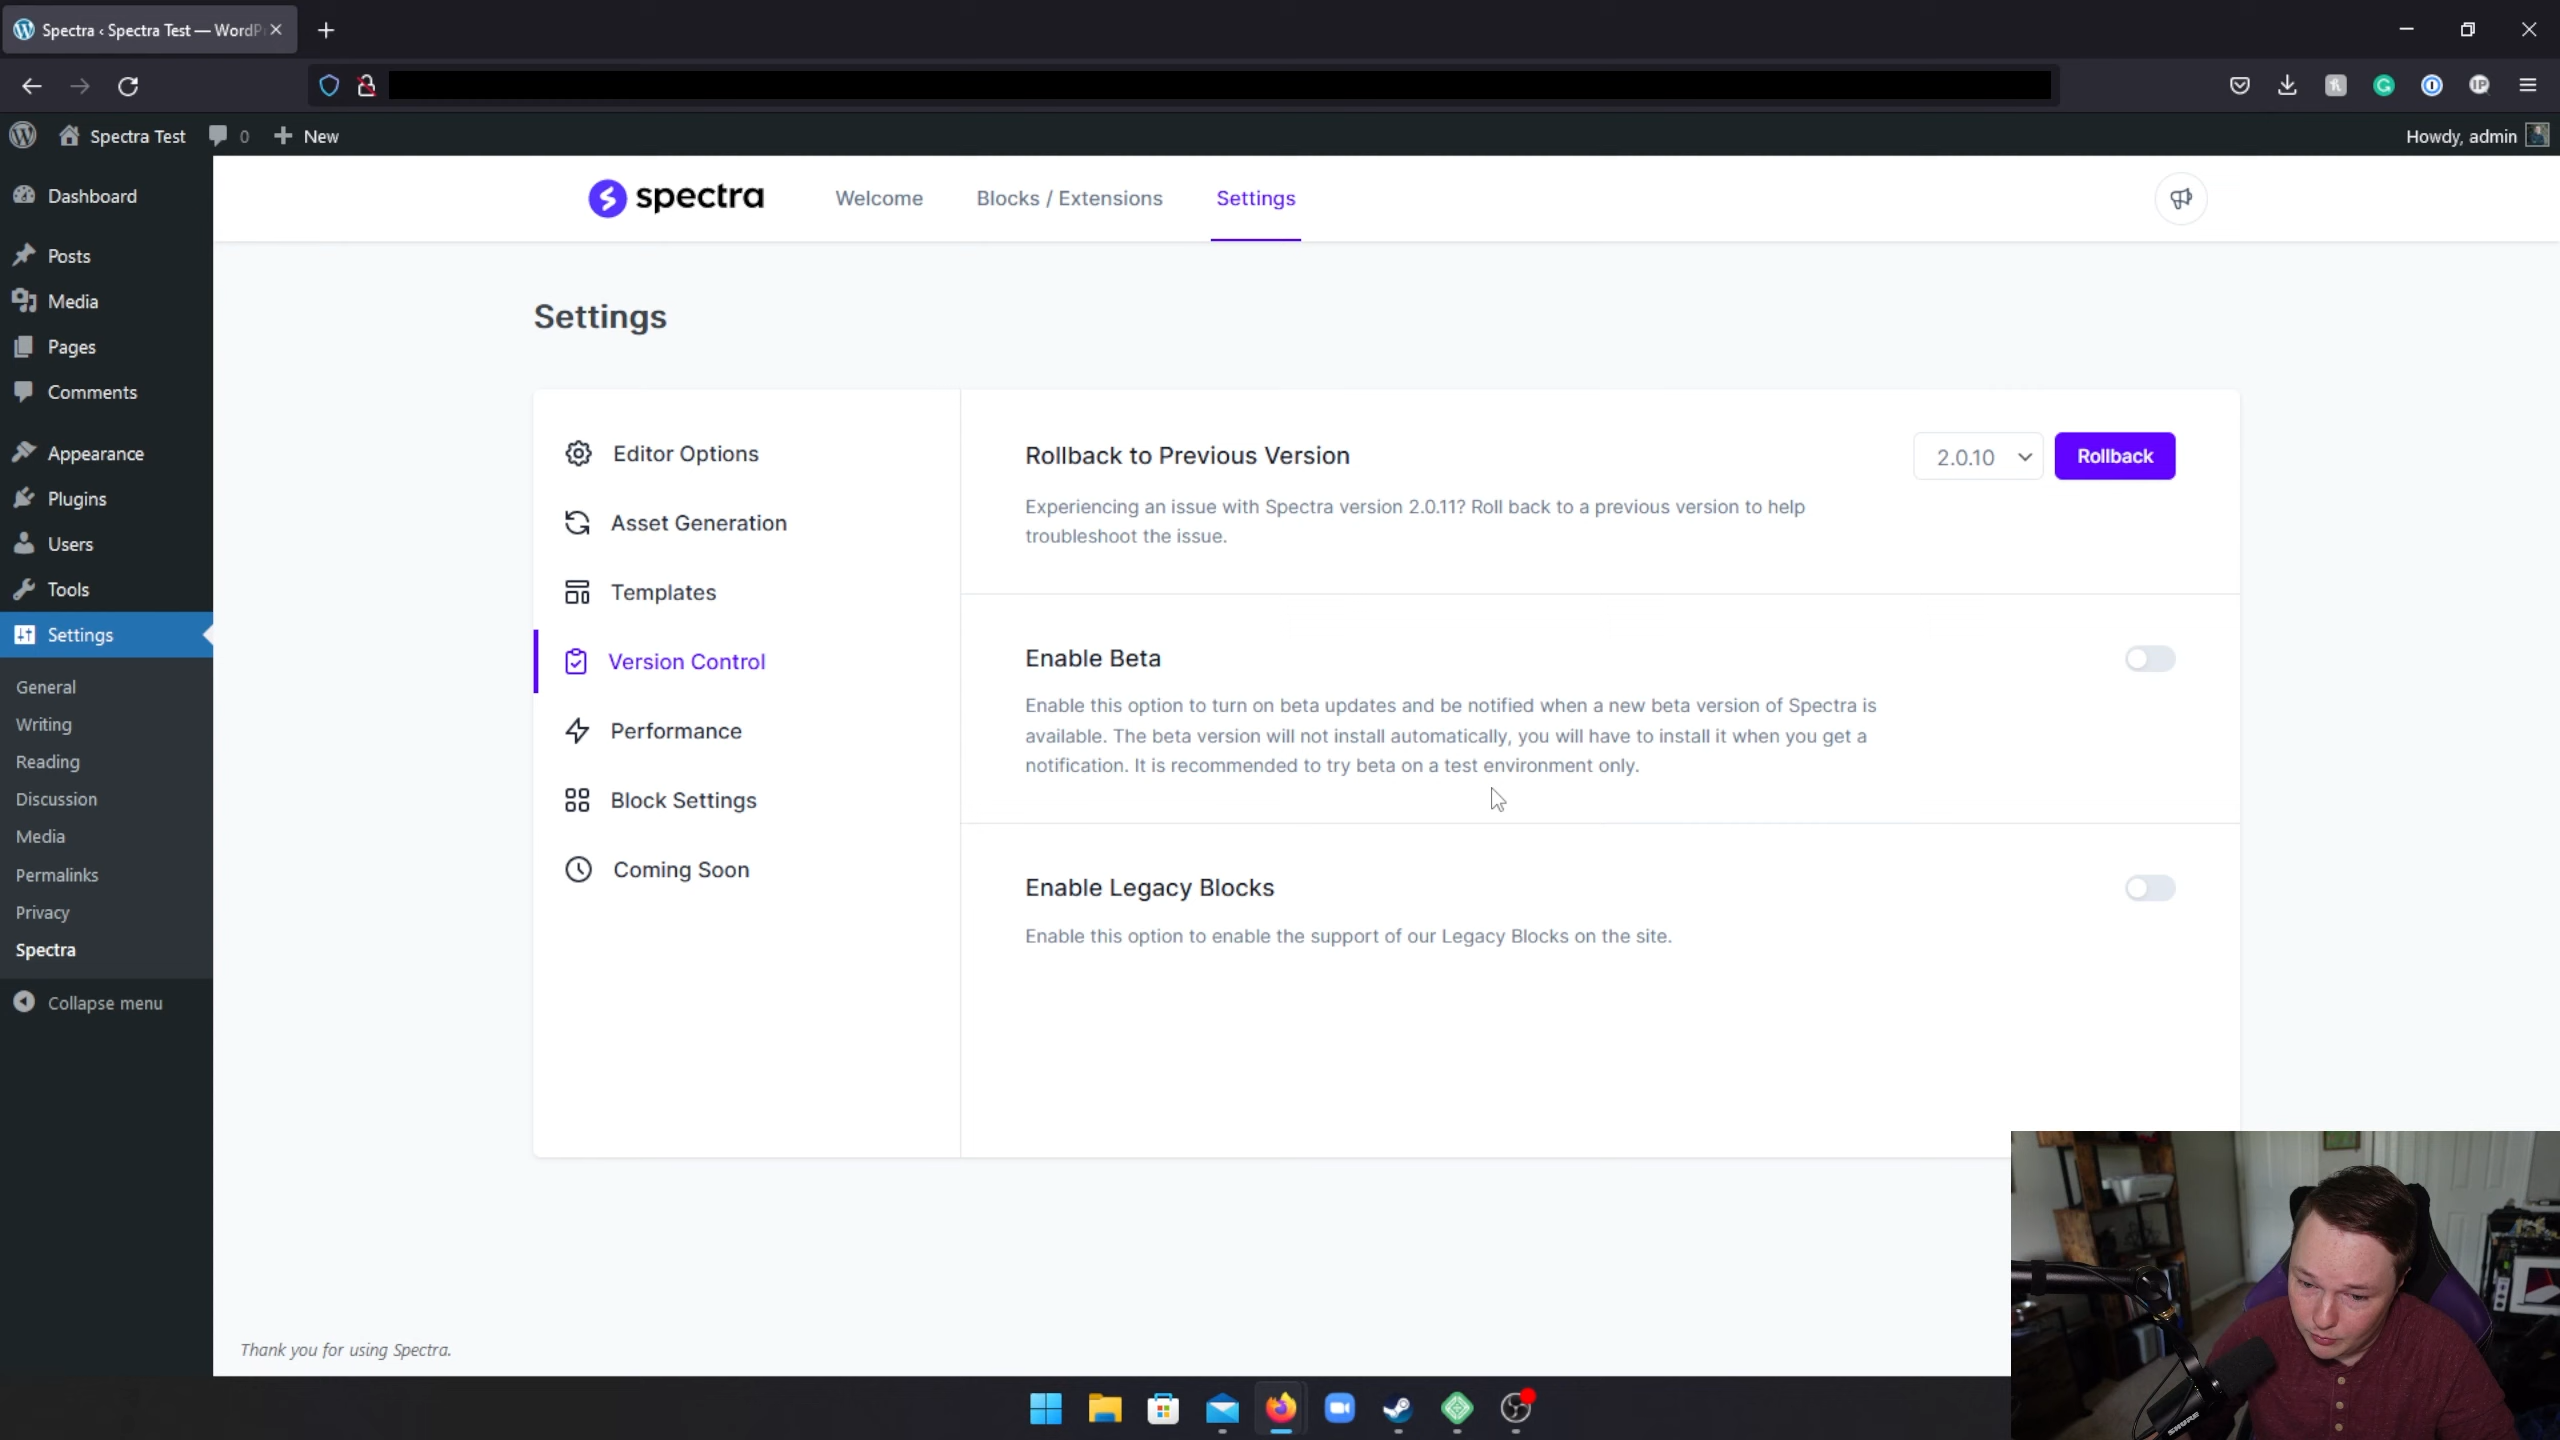 Spectra ‹ Spectra Test — WordP
Spectra Test
0
New
Howdy, admin
Dashboard
Posts
Media
Pages
Comments
Appearance
Plugins
Users
Tools
Settings
General
Writing
Reading
Discussion
Media
Permalinks
Privacy
Spectra
Collapse menu
spectra
Welcome
Blocks / Extensions
Settings
Settings
Editor Options
Asset Generation
Templates
Version Control
Performance
Block Settings
Coming Soon
Rollback to Previous Version
2.0.10
Rollback
Experiencing an issue with Spectra version 2.0.11? Roll back to a previous version to help
troubleshoot the issue.
Enable Beta
Enable this option to turn on beta updates and be notified when a new beta version of Spectra is
available. The beta version will not install automatically, you will have to install it when you get a
notification. It is recommended to try beta on a test environment only.
Enable Legacy Blocks
Enable this option to enable the support of our Legacy Blocks on the site.
Thank you for using Spectra.
SHURE